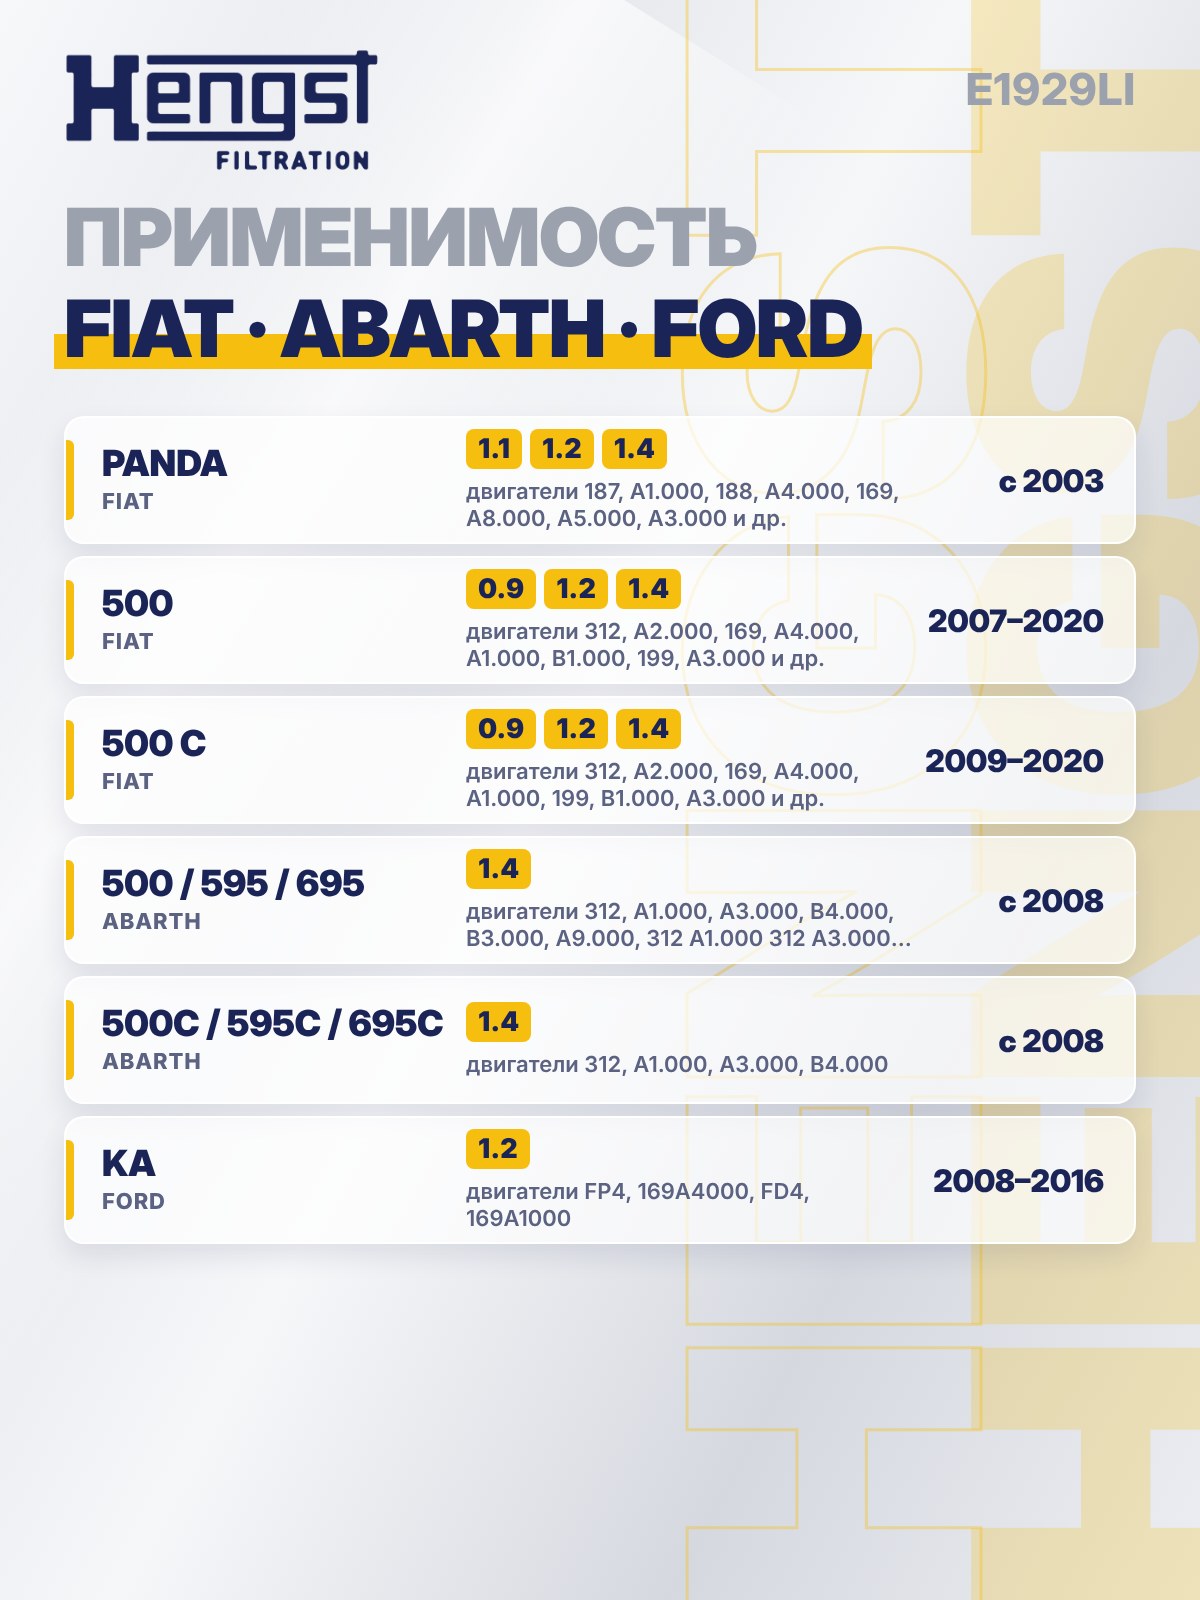 Hengst
FILTRATION
E1929LI
ПРИМЕНИМОСТЬ
FIAT · ABARTH · FORD
PANDA
FIAT
1.1 1.2 1.4
двигатели 187, A1.000, 188, A4.000, 169,
A8.000, A5.000, A3.000 и др.
с 2003
500
FIAT
0.9 1.2 1.4
двигатели 312, A2.000, 169, A4.000,
A1.000, B1.000, 199, A3.000 и др.
2007–2020
500 C
FIAT
0.9 1.2 1.4
двигатели 312, A2.000, 169, A4.000,
A1.000, 199, B1.000, A3.000 и др.
2009–2020
500 / 595 / 695
ABARTH
1.4
двигатели 312, A1.000, A3.000, B4.000,
B3.000, A9.000, 312 A1.000 312 A3.000...
с 2008
500C / 595C / 695C
ABARTH
1.4
двигатели 312, A1.000, A3.000, B4.000
с 2008
KA
FORD
1.2
двигатели FP4, 169A4000, FD4,
169A1000
2008–2016
HENGST
HENGST